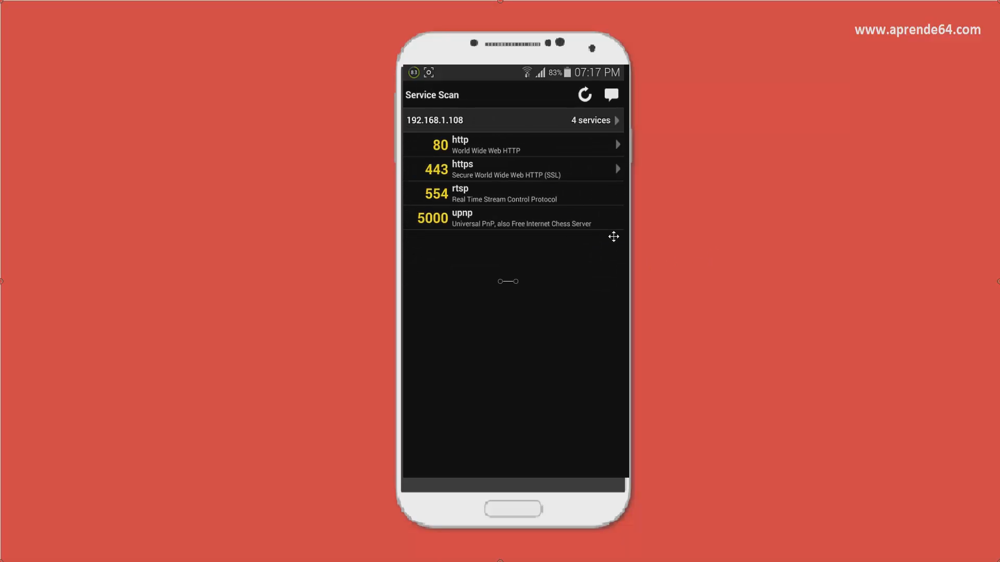 www.aprende64.com
83 83% 07:17 PM
Service Scan
192.168.1.108 4 services
80 http
World Wide Web HTTP
443 https
Secure World Wide Web HTTP (SSL)
554 rtsp
Real Time Stream Control Protocol
5000 upnp
Universal PnP, also Free Internet Chess Server